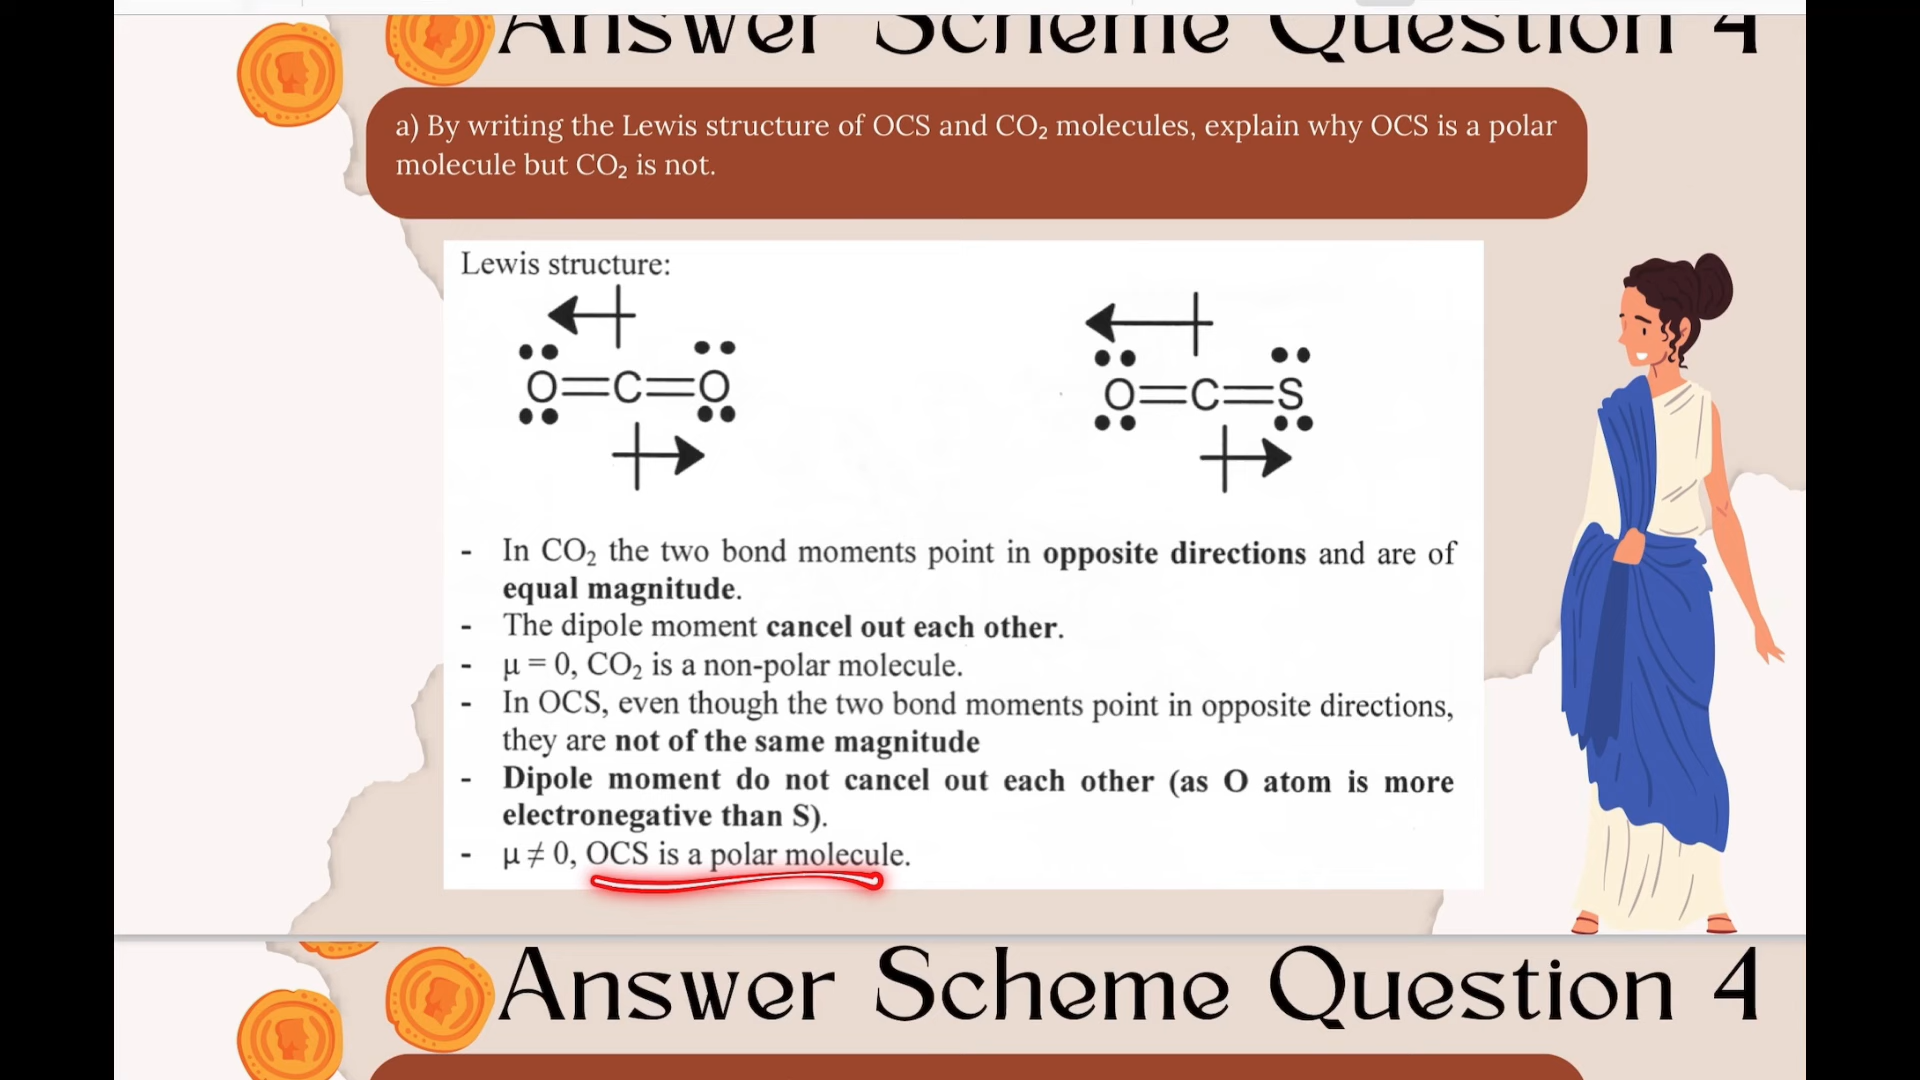 Answer Scheme Question 4
a) By writing the Lewis structure of OCS and CO₂ molecules, explain why OCS is a polar
molecule but CO₂ is not.
Lewis structure:
O=C=O
O=C=S
- In CO₂ the two bond moments point in opposite directions and are of
equal magnitude.
- The dipole moment cancel out each other.
- μ = 0, CO₂ is a non-polar molecule.
- In OCS, even though the two bond moments point in opposite directions,
they are not of the same magnitude
- Dipole moment do not cancel out each other (as O atom is more
electronegative than S).
- μ ≠ 0, OCS is a polar molecule.
Answer Scheme Question 4